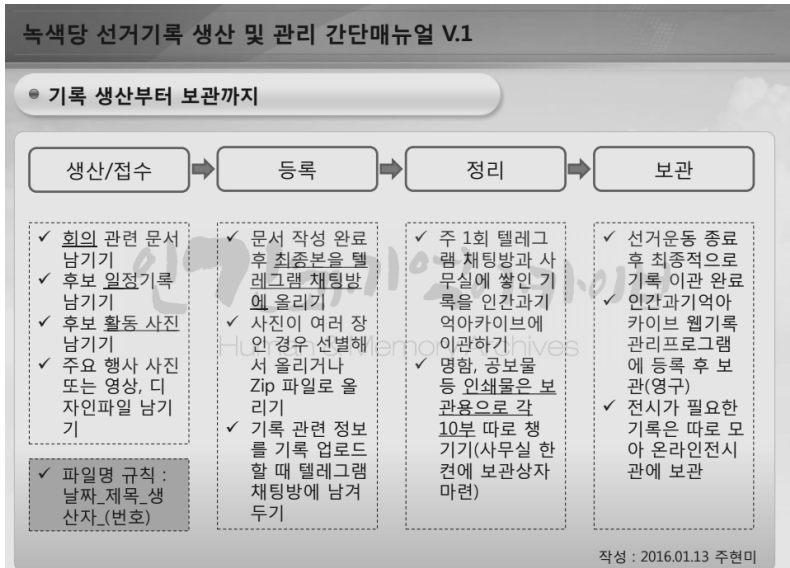 녹색당 선거기록 생산 및 관리 간단매뉴얼 V.1
기록 생산부터 보관까지
생산/접수
등록
정리
보관
✓ 회의 관련 문서
남기기
✓ 후보 일정기록
남기기
✓ 후보 활동 사진
남기기
✓ 주요 행사 사진
또는 영상, 디
자인파일 남기
기
✓ 파일명 규칙 :
날짜_제목_생
산자_(번호)
✓ 문서 작성 완료
후 최종본을 텔
레그램 채팅방
에 올리기
✓ 사진이 여러 장
인 경우 선별해
서 올리거나
Zip 파일로 올
리기
✓ 기록 관련 정보
를 기록 업로드
할 때 텔레그램
채팅방에 남겨
두기
✓ 주 1회 텔레그
램 채팅방과 사
무실에 쌓인 기
록을 인간과기
억아카이브에
이관하기
✓ 명함, 공보물
등 인쇄물은 보
관용으로 각
10부 따로 챙
기기(사무실 한
켠에 보관상자
마련)
✓ 선거운동 종료
후 최종적으로
기록 이관 완료
✓ 인간과기억아
카이브 웹기록
관리프로그램
에 등록 후 보
관(영구)
✓ 전시가 필요한
기록은 따로 모
아 온라인전시
관에 보관
인간과기억아카이브
Human & Memory Archives
작성 : 2016.01.13 주현미